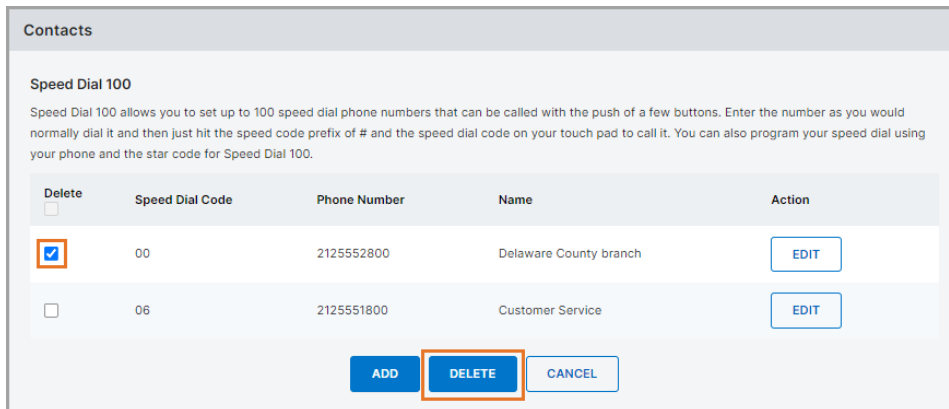 Contacts
Speed Dial 100
Speed Dial 100 allows you to set up to 100 speed dial phone numbers that can be called with the push of a few buttons. Enter the number as you would
normally dial it and then just hit the speed code prefix of # and the speed dial code on your touch pad to call it. You can also program your speed dial using
your phone and the star code for Speed Dial 100.
Delete Speed Dial Code Phone Number Name Action
00 2125552800 Delaware County branch EDIT
06 2125551800 Customer Service EDIT
ADD DELETE CANCEL